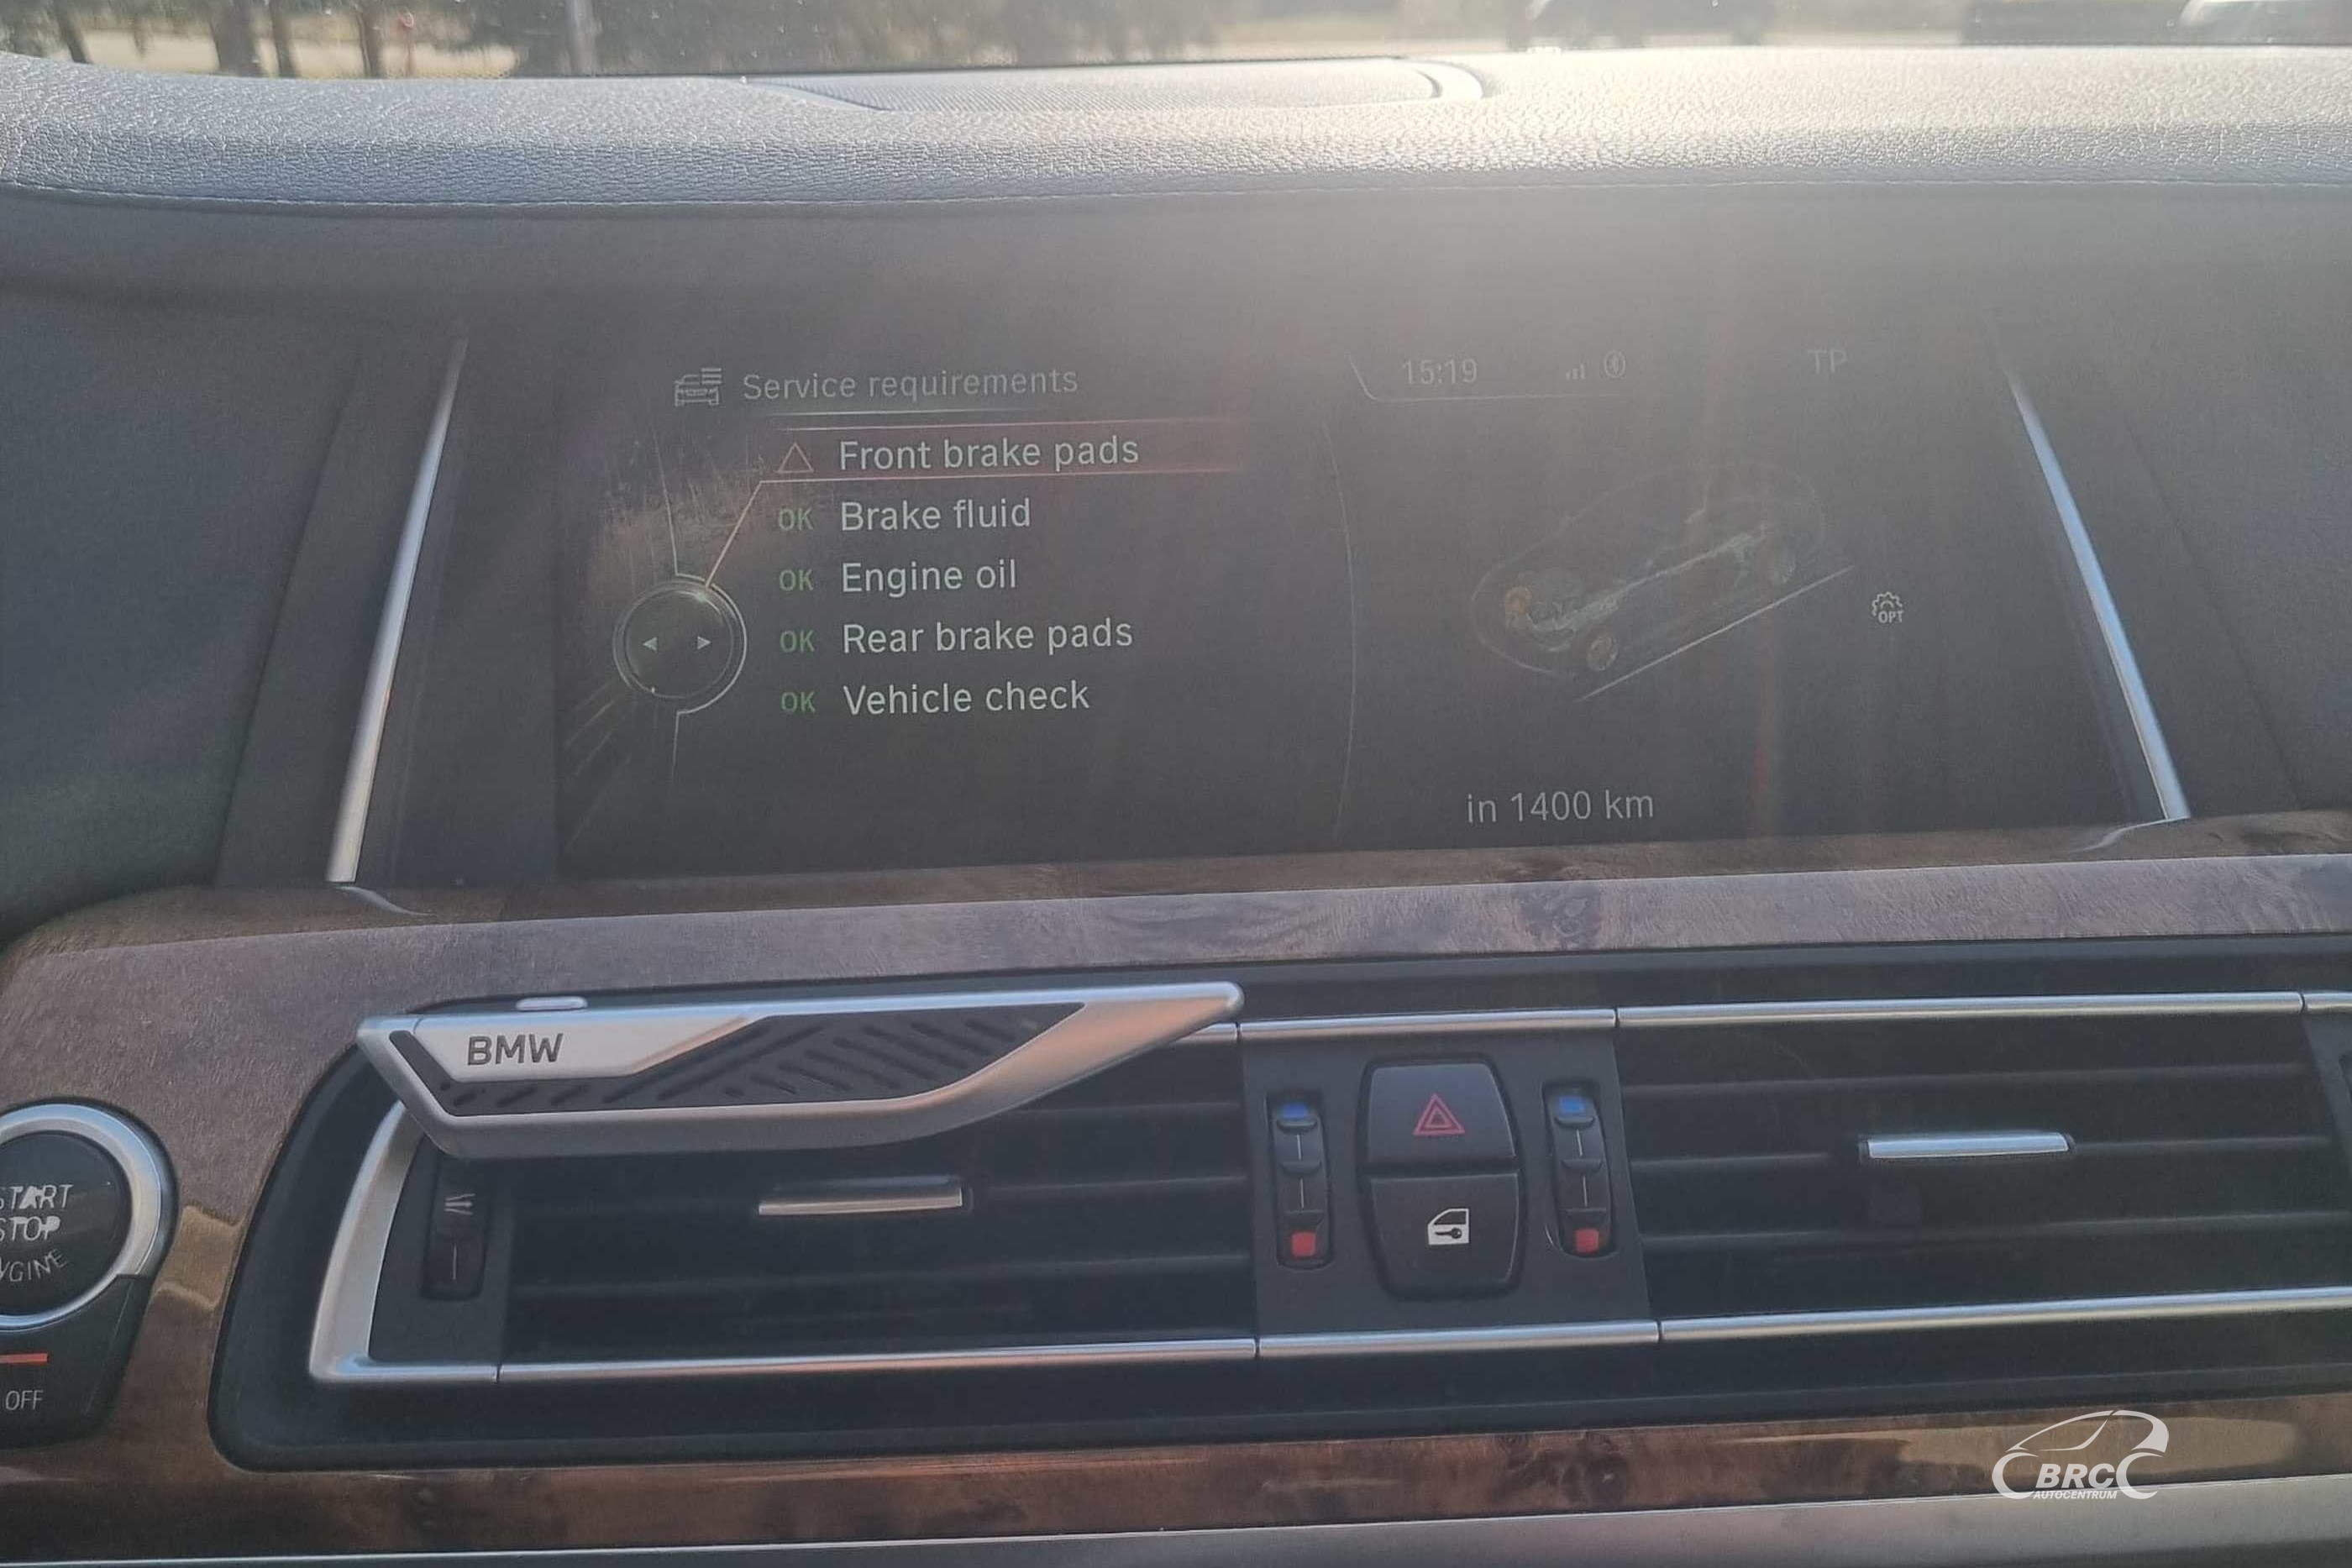 Service requirements
15:19
TP
Front brake pads
OK Brake fluid
OK Engine oil
OK Rear brake pads
OK Vehicle check
OPT
in 1400 km
BMW
START
STOP
OFF
BRC
AUTOCENTRUM